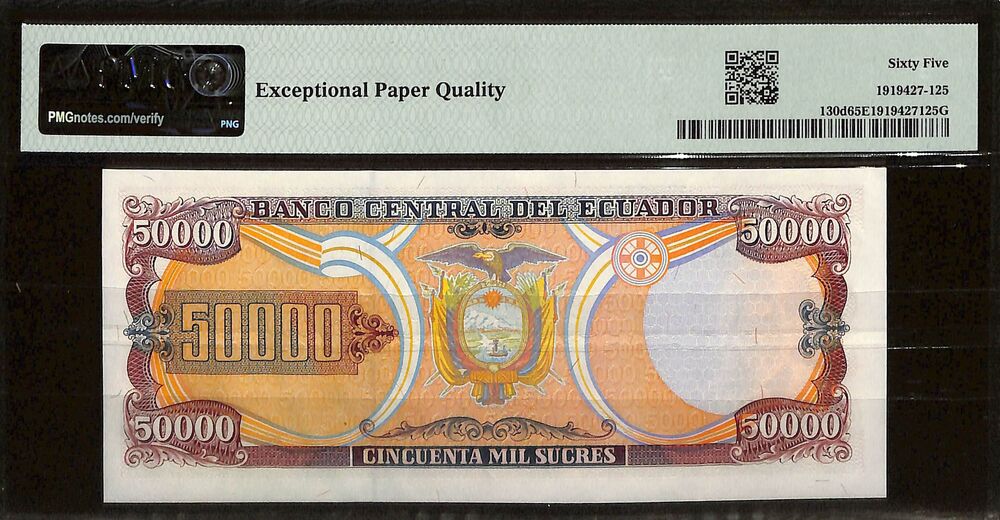 PMGnotes.com/verify
PNG
Exceptional Paper Quality
Sixty Five
1919427-125
130d65E1919427125G
BANCO CENTRAL DEL ECUADOR
50000
50000
50000
50000
50000
CINCUENTA MIL SUCRES